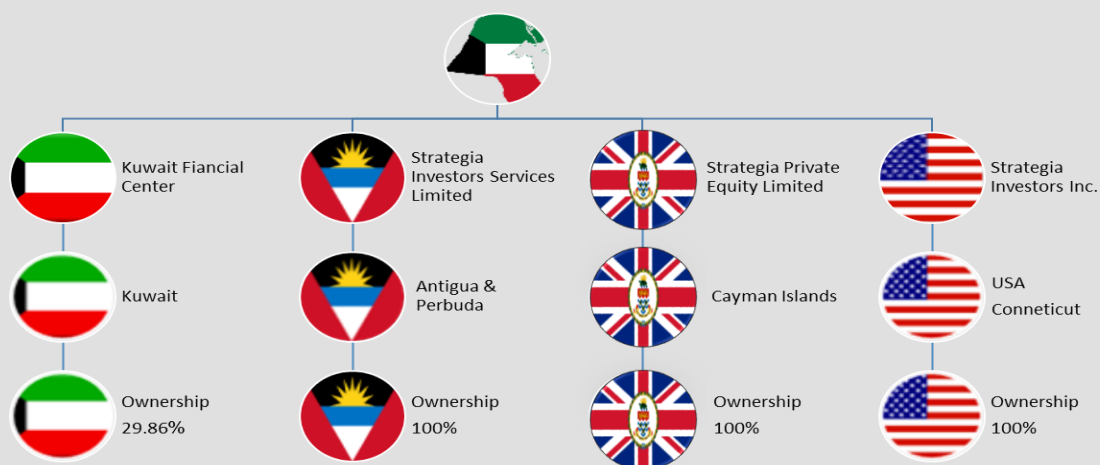 Kuwait Fiancial
Center
Strategia
Investors Services
Limited
Strategia Private
Equity Limited
Strategia
Investors Inc.
Kuwait
Antigua &
Perbuda
Cayman Islands
USA
Conneticut
Ownership
29.86%
Ownership
100%
Ownership
100%
Ownership
100%